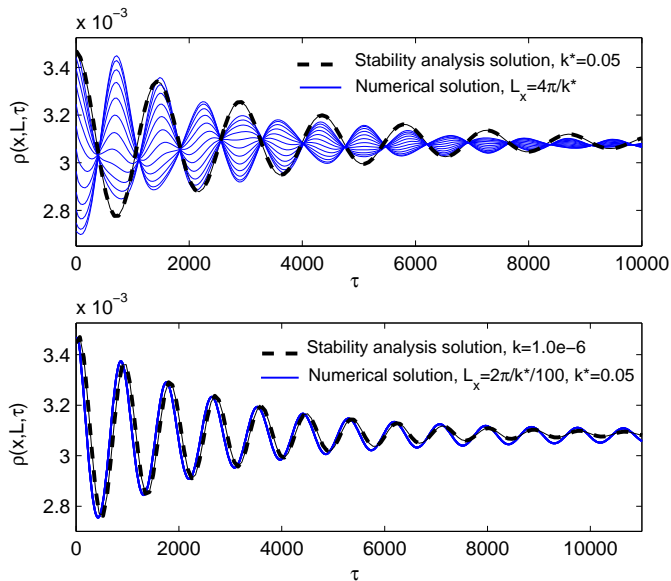 x 10⁻³
3.4
3.2
3
2.8
ρ(x,L,τ)
Stability analysis solution, k*=0.05
Numerical solution, Lₓ=4π/k*
0 2000 4000 6000 8000 10000
τ
x 10⁻³
3.4
3.2
3
2.8
ρ(x,L,τ)
Stability analysis solution, k=1.0e−6
Numerical solution, Lₓ=2π/k*/100, k*=0.05
0 2000 4000 6000 8000 10000
τ